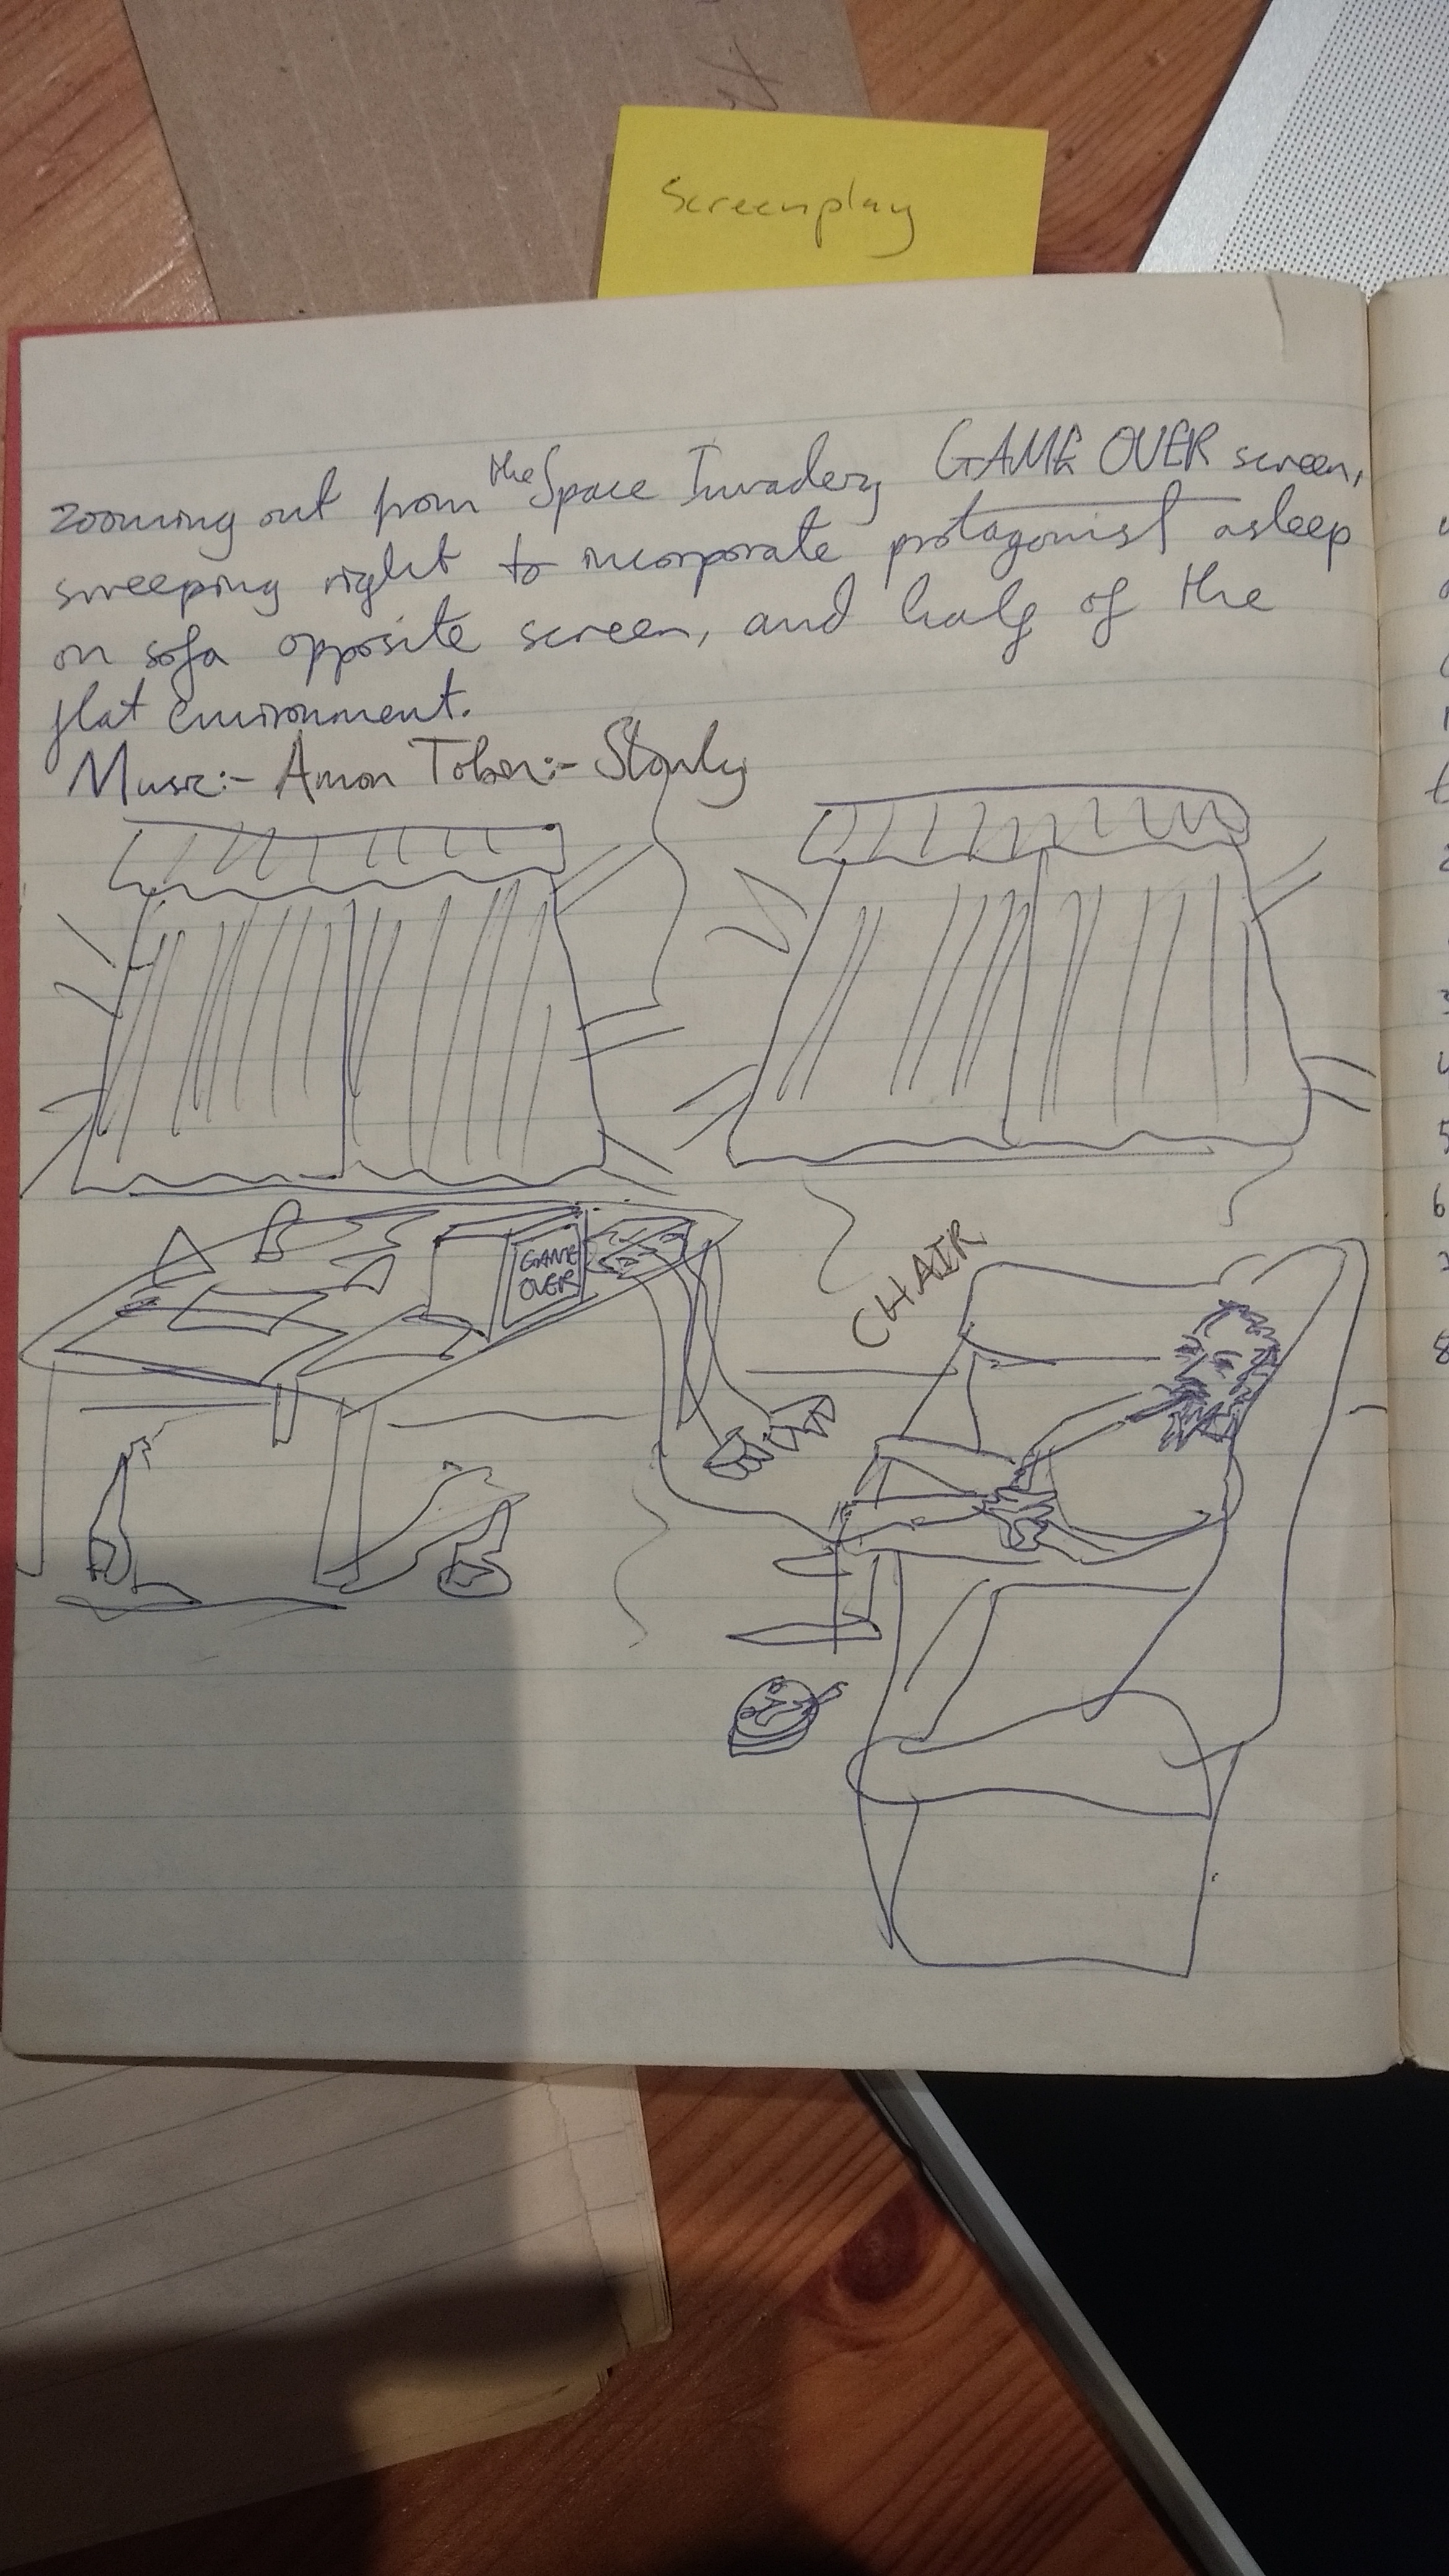 Screenplay
zooming out from the Space Invaders GAME OVER screen,
sweeping right to incorporate protagonist asleep
on sofa opposite screen, and half of the
flat environment.
Music:- Amon Tobin:- Slowly
GAME
OVER
CHAIR